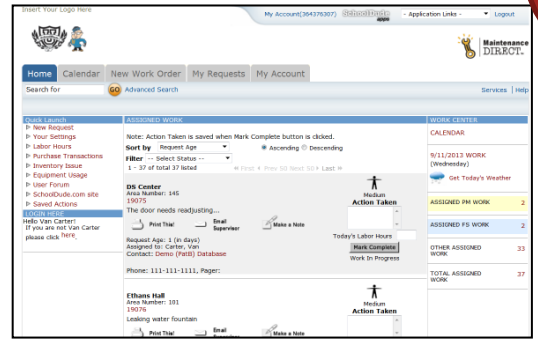 Insert Your Logo Here
My Account(364376307) SchoolDude apps - Application Links - Logout
Maintenance
DIRECT.
Home Calendar New Work Order My Requests My Account
Search for GO Advanced Search Services | Help
Quick Launch
New Request
Your Settings
Labor Hours
Purchase Transactions
Inventory Issue
Equipment Usage
User Forum
SchoolDude.com site
Saved Actions
LOGIN HERE
Hello Van Carter!
If you are not Van Carter
please click here.
ASSIGNED WORK
Note: Action Taken is saved when Mark Complete button is clicked.
Sort by Request Age Ascending Descending
Filter -- Select Status --
1 - 37 of total 37 listed « First « Prev 50 Next 50 » Last »
DS Center
Area Number: 145
19075
The door needs readjusting...
Print This! Email Supervisor Make a Note
Request Age: 1 (in days)
Assigned to: Carter, Van
Contact: Demo (PatB) Database
Phone: 111-111-1111, Pager:
Medium
Action Taken
Today's Labor Hours
Mark Complete
Work In Progress
Ethans Hall
Area Number: 101
19076
Leaking water fountain
Print This! Email Supervisor Make a Note
Medium
Action Taken
WORK CENTER
CALENDAR
9/11/2013 WORK
(Wednesday)
Get Today's Weather
ASSIGNED PM WORK 2
ASSIGNED FS WORK 2
OTHER ASSIGNED WORK 33
TOTAL ASSIGNED WORK 37